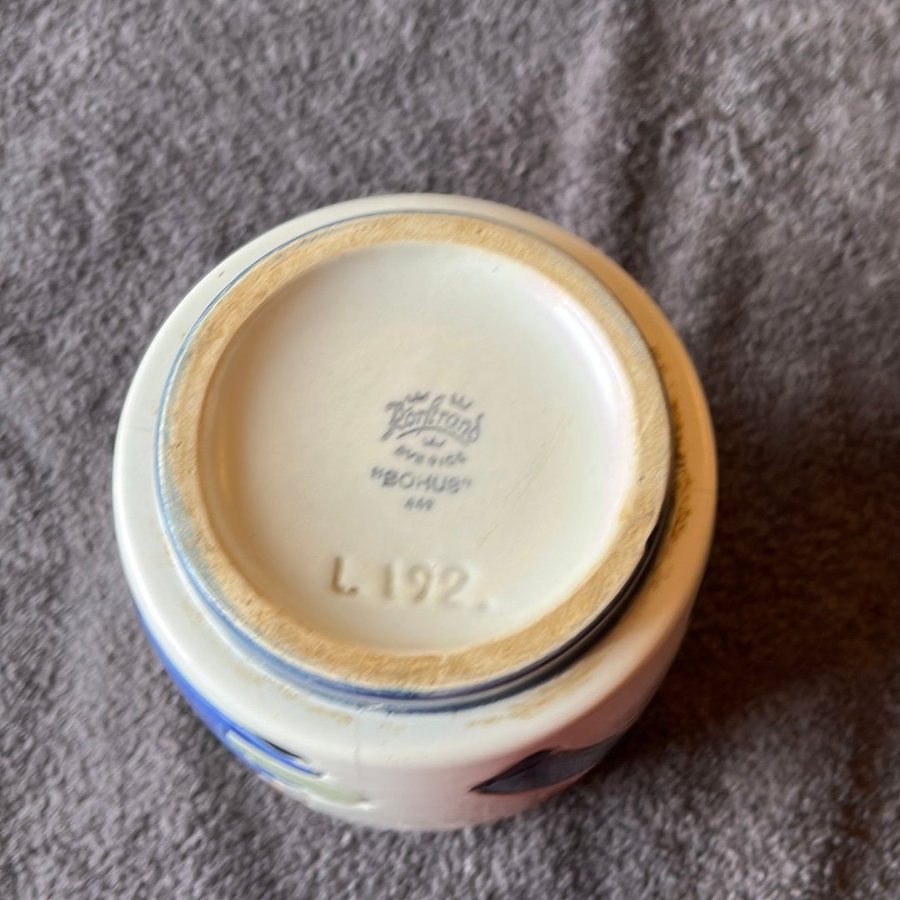 Rörstrand
SVERIGE
"BOHUS"
L 192.